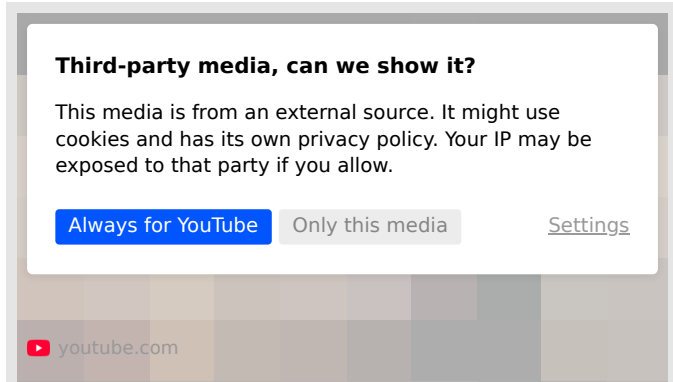 Third-party media, can we show it?
This media is from an external source. It might use
cookies and has its own privacy policy. Your IP may be
exposed to that party if you allow.
Always for YouTube Only this media Settings
youtube.com